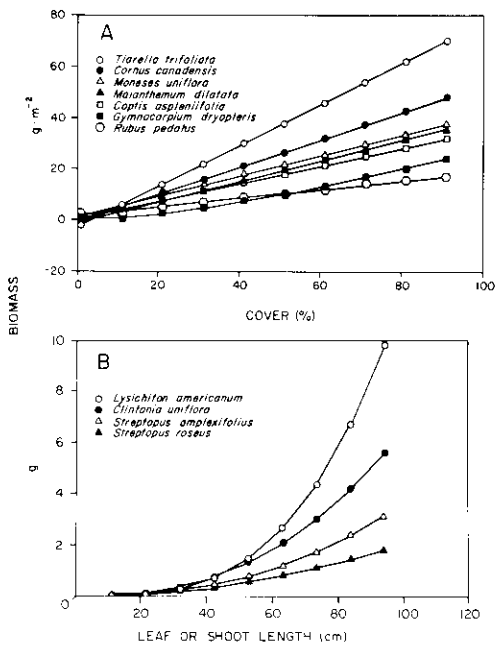 A
○ Tiarella trifoliata
● Cornus canadensis
△ Moneses uniflora
▲ Maianthemum dilatata
□ Coptis aspleniifolia
■ Gymnocarpium dryopteris
○ Rubus pedatus
g·m⁻²
80
60
40
20
0
-20
0 20 40 60 80 100
COVER (%)
BIOMASS
B
○ Lysichiton americanum
● Clintonia uniflora
△ Streptopus amplexifolius
▲ Streptopus roseus
g
10
8
6
4
2
0
0 20 40 60 80 100 120
LEAF OR SHOOT LENGTH (cm)